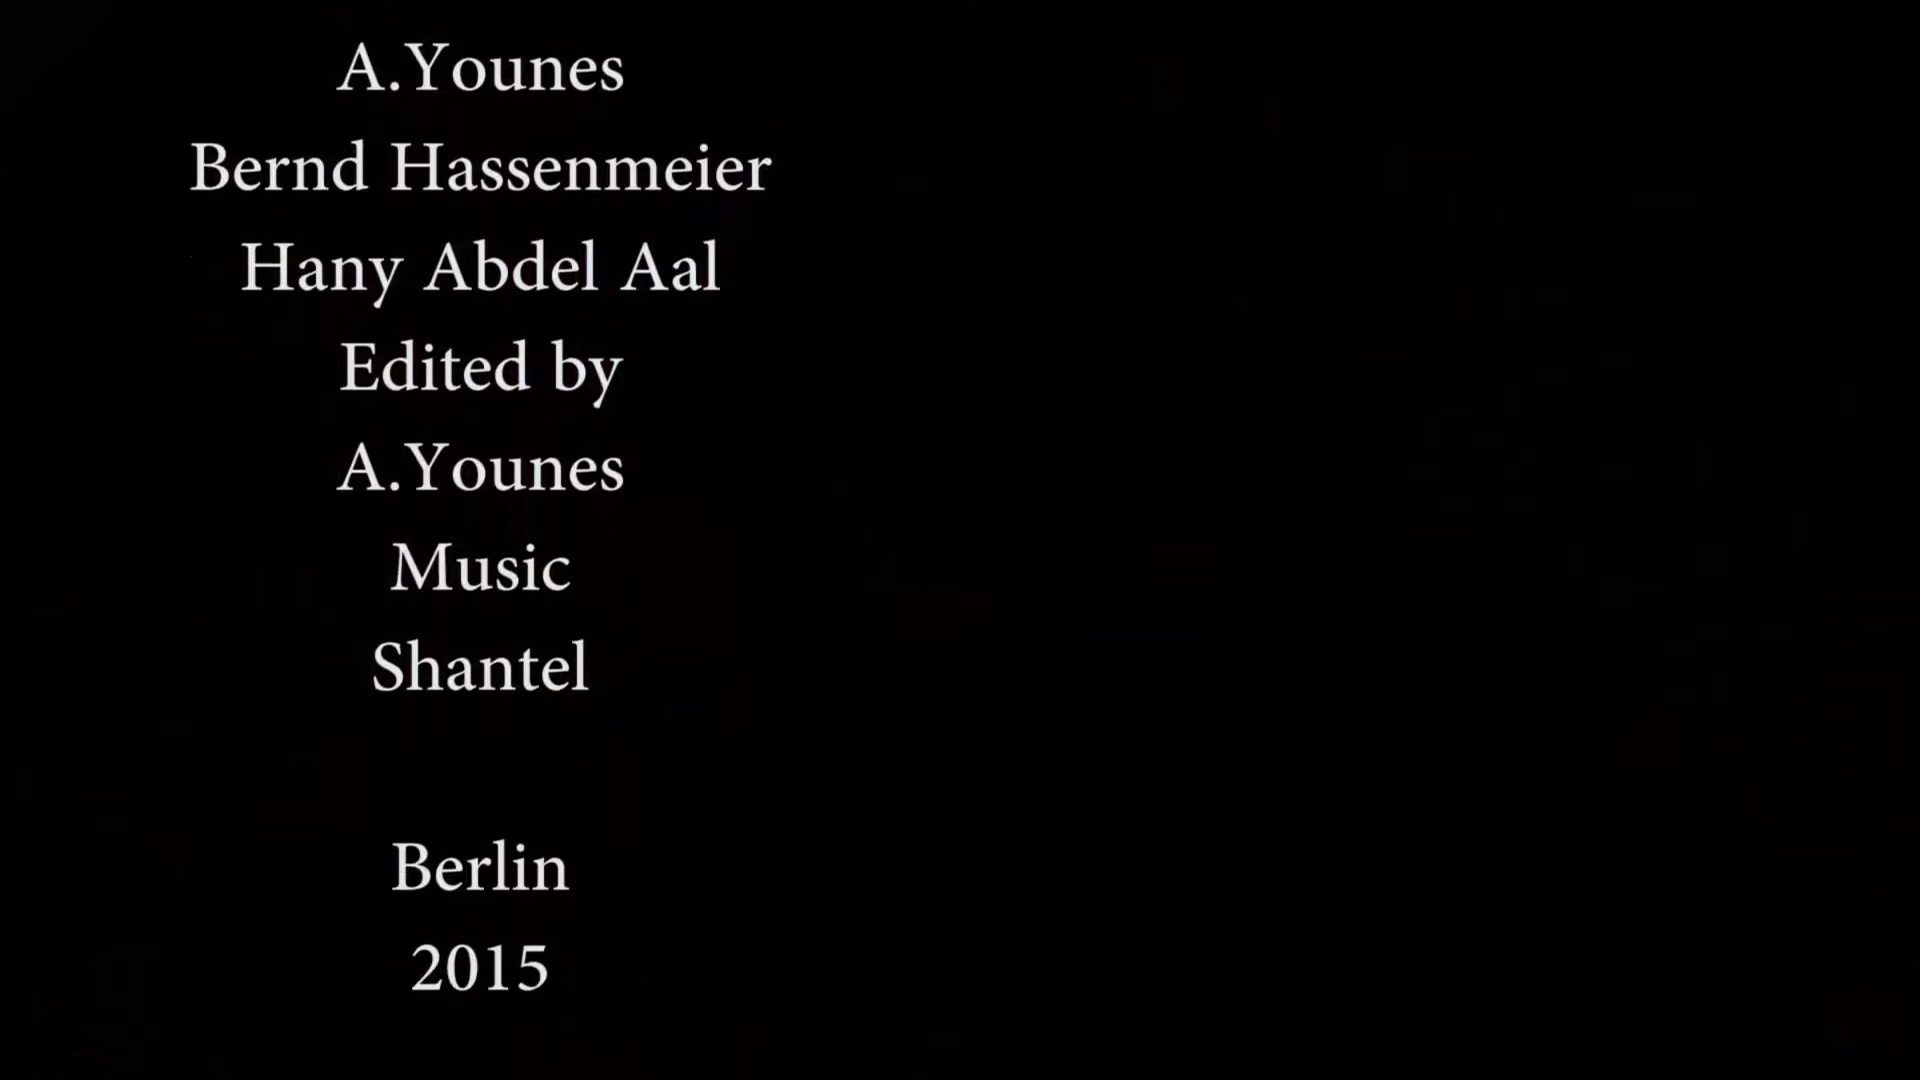 A.Younes
Bernd Hassenmeier
Hany Abdel Aal
Edited by
A.Younes
Music
Shantel
Berlin
2015